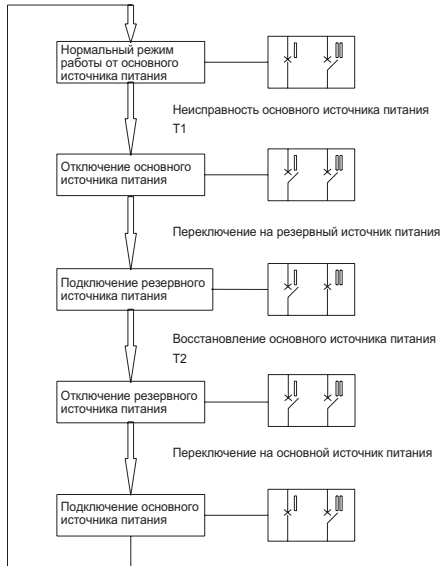 Нормальный режим
работы от основного
источника питания
Неисправность основного источника питания
T1
Отключение основного
источника питания
Переключение на резервный источник питания
Подключение резервного
источника питания
Восстановление основного источника питания
T2
Отключение резервного
источника питания
Переключение на основной источник питания
Подключение основного
источника питания